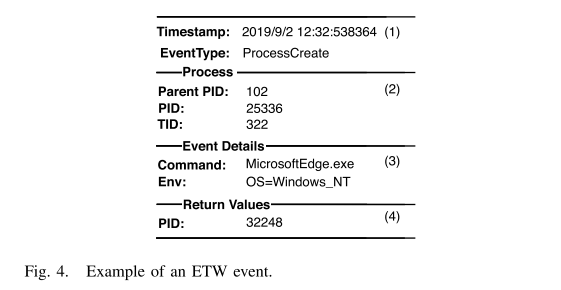 Timestamp: 2019/9/2 12:32:538364 (1)
EventType: ProcessCreate
Process
Parent PID: 102 (2)
PID: 25336
TID: 322
Event Details
Command: MicrosoftEdge.exe (3)
Env: OS=Windows_NT
Return Values
PID: 32248 (4)
Fig. 4. Example of an ETW event.